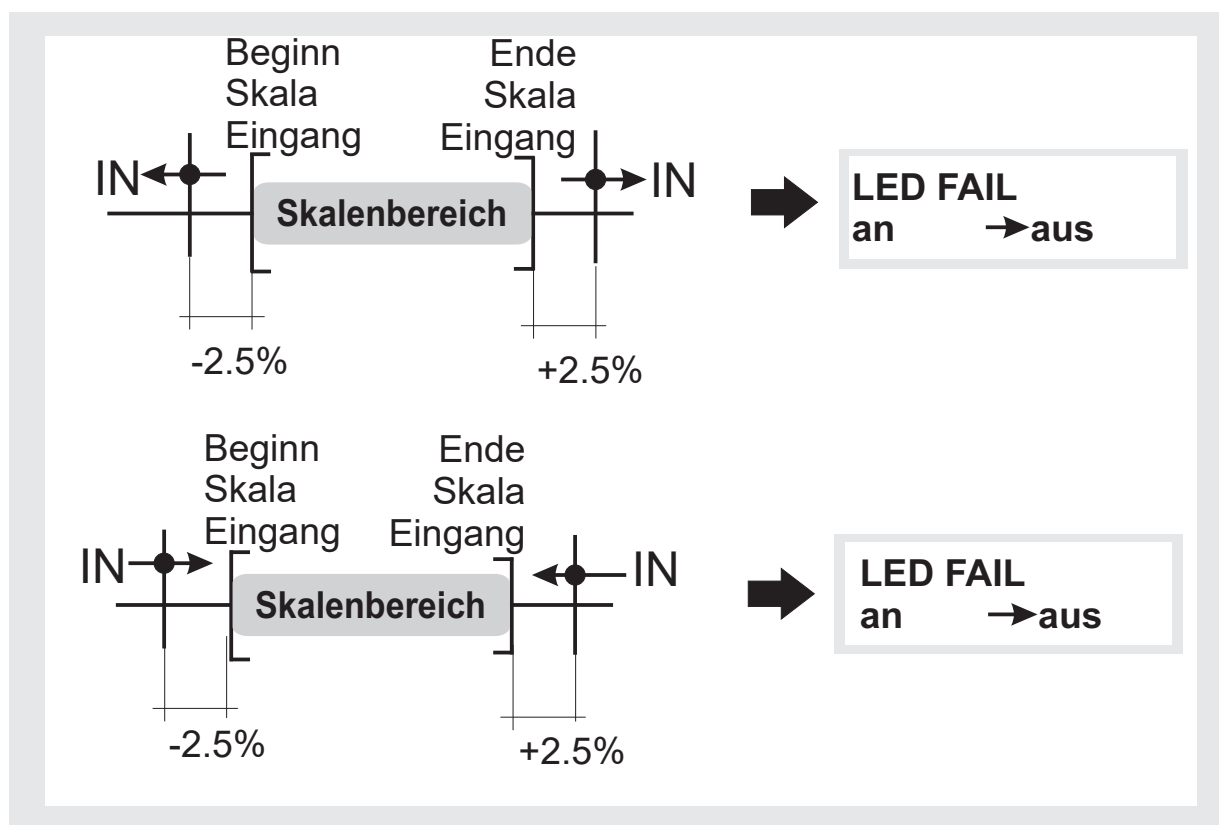 Beginn
Skala
Eingang
Ende
Skala
Eingang
IN
IN
Skalenbereich
-2.5%
+2.5%
LED FAIL
an → aus
Beginn
Skala
Eingang
Ende
Skala
Eingang
IN
IN
Skalenbereich
-2.5%
+2.5%
LED FAIL
an → aus